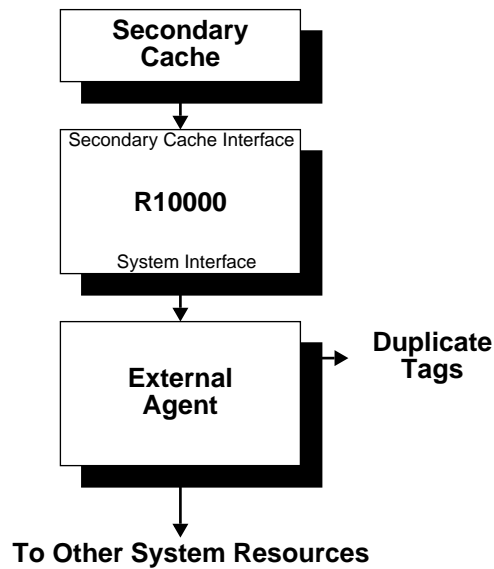 Secondary
Cache
Secondary Cache Interface
R10000
System Interface
External
Agent
Duplicate
Tags
To Other System Resources